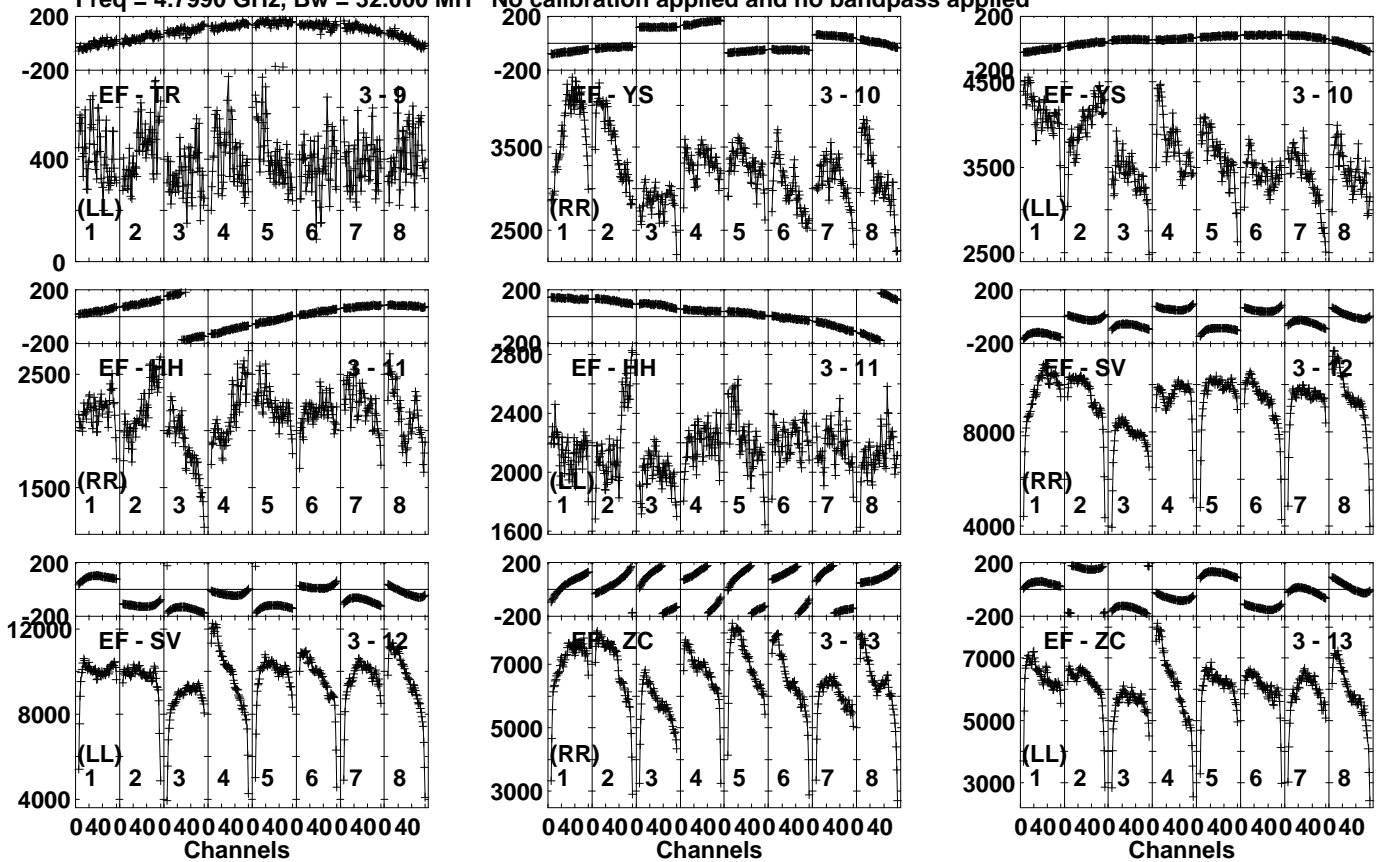 Freq = 4.7990 GHz, Bw = 32.000 MH No calibration applied and no bandpass applied
200
-200
EF - TR 3 - 9
400
(LL)
1 2 3 4 5 6 7 8
0
200
-200
EF - YS 3 - 10
3500
(RR)
2500
1 2 3 4 5 6 7 8
200
-200
4500
EF - YS 3 - 10
3500
(LL)
2500
1 2 3 4 5 6 7 8
200
-200
EF - HH 3 - 11
2500
1500
(RR)
1 2 3 4 5 6 7 8
200
-200
2800
EF - HH 3 - 11
2400
2000
(LL)
1600
1 2 3 4 5 6 7 8
200
-200
EF - SV 3 - 12
8000
(RR)
4000
1 2 3 4 5 6 7 8
200
-200
12000
EF - SV 3 - 12
8000
(LL)
4000
1 2 3 4 5 6 7 8
0 40 0 40 0 40 0 40 0 40 0 40 0 40 0 40
Channels
200
-200
EF - ZC 3 - 13
7000
5000
(RR)
3000
1 2 3 4 5 6 7 8
0 40 0 40 0 40 0 40 0 40 0 40 0 40 0 40
Channels
200
-200
EF - ZC 3 - 13
7000
5000
(LL)
3000
1 2 3 4 5 6 7 8
0 40 0 40 0 40 0 40 0 40 0 40 0 40 0 40
Channels